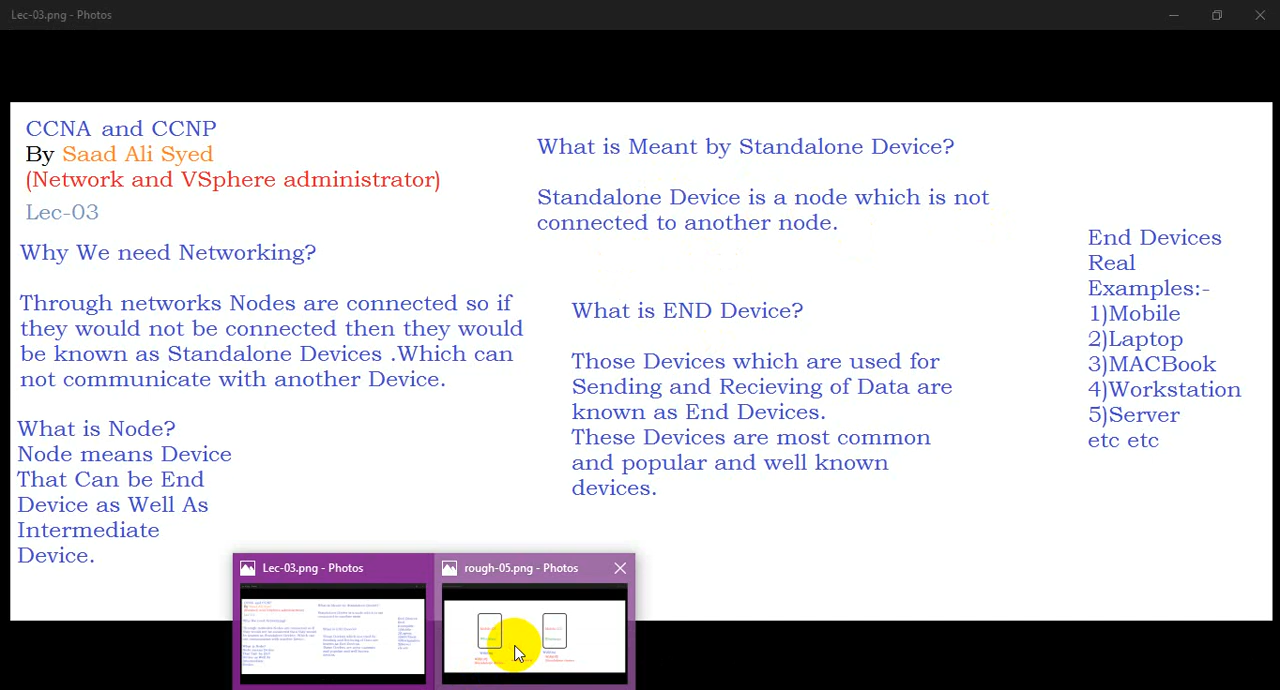 Lec-03.png - Photos
CCNA and CCNP
By Saad Ali Syed
(Network and VSphere administrator)
Lec-03
Why We need Networking?
Through networks Nodes are connected so if
they would not be connected then they would
be known as Standalone Devices .Which can
not communicate with another Device.
What is Node?
Node means Device
That Can be End
Device as Well As
Intermediate
Device.
What is Meant by Standalone Device?
Standalone Device is a node which is not
connected to another node.
What is END Device?
Those Devices which are used for
Sending and Recieving of Data are
known as End Devices.
These Devices are most common
and popular and well known
devices.
End Devices
Real
Examples:-
1)Mobile
2)Laptop
3)MACBook
4)Workstation
5)Server
etc etc
Lec-03.png - Photos
rough-05.png - Photos